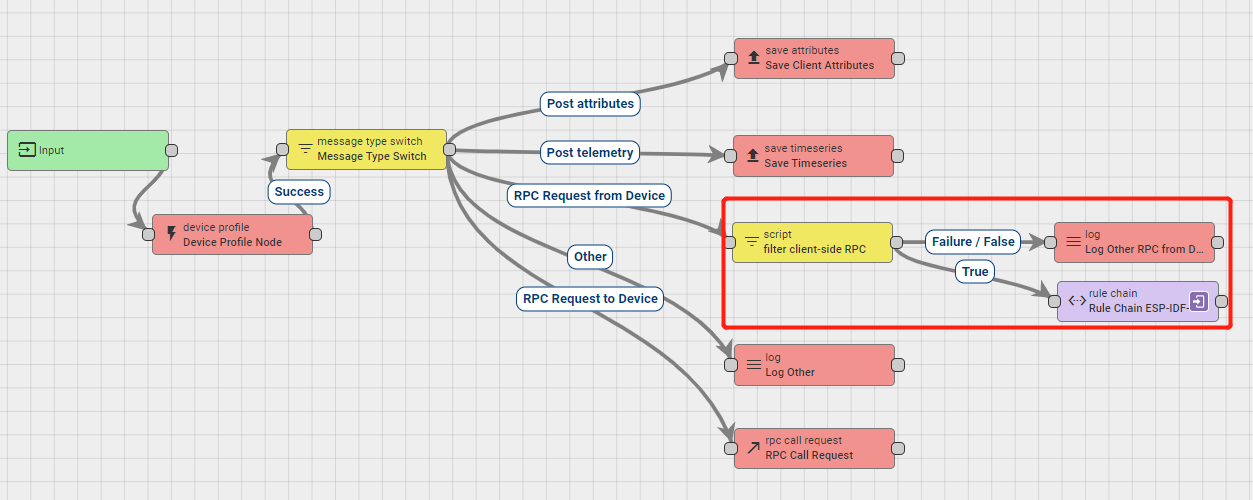 Input
device profile
Device Profile Node
Success
message type switch
Message Type Switch
Post attributes
Post telemetry
RPC Request from Device
Other
RPC Request to Device
save attributes
Save Client Attributes
save timeseries
Save Timeseries
script
filter client-side RPC
Failure / False
True
log
Log Other RPC from D...
rule chain
Rule Chain ESP-IDF-
log
Log Other
rpc call request
RPC Call Request